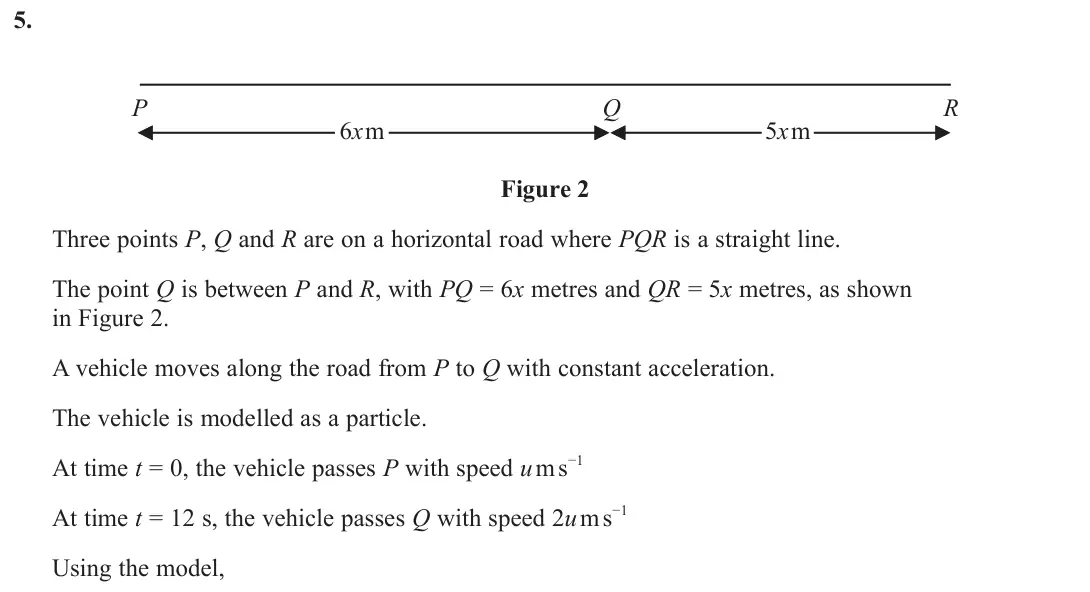 5.
P Q R
6x m 5x m
Figure 2
Three points P, Q and R are on a horizontal road where PQR is a straight line.
The point Q is between P and R, with PQ = 6x metres and QR = 5x metres, as shown
in Figure 2.
A vehicle moves along the road from P to Q with constant acceleration.
The vehicle is modelled as a particle.
At time t = 0, the vehicle passes P with speed u m s⁻¹
At time t = 12 s, the vehicle passes Q with speed 2u m s⁻¹
Using the model,